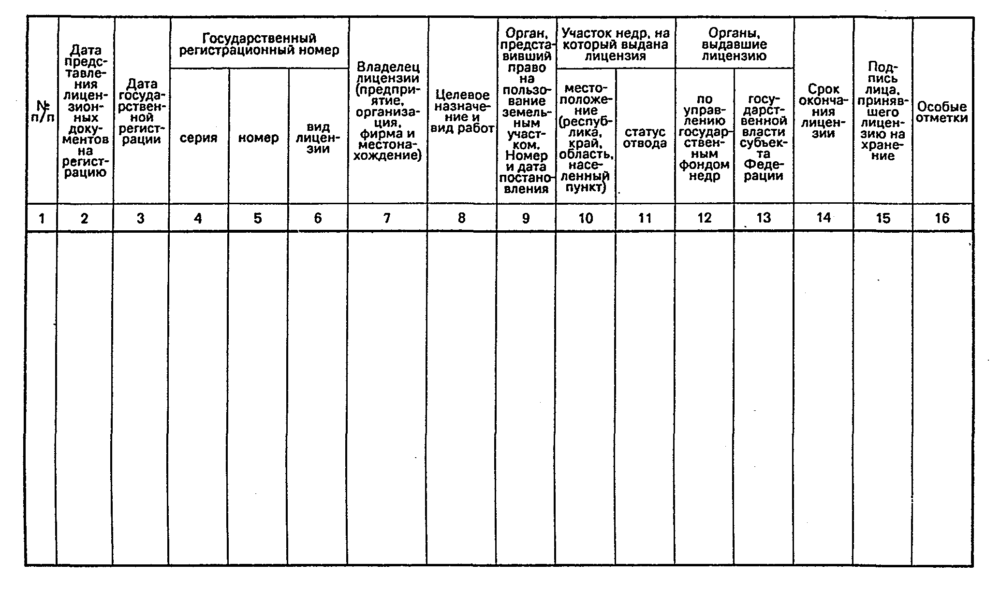 №
п/п
Дата
предс-
тавле-
ния
лицен-
зион-
ных
доку-
ментов
на
регист-
рацию
Дата
госуда-
рствен-
ной
регист-
рации
Государственный
регистрационный номер
серия
номер
вид
лицен-
зии
Владелец
лицензии
(предпри-
ятие,
организа-
ция,
фирма и
местона-
хождение)
Целевое
назначе-
ние и
вид работ
Орган,
предста-
вивший
право
на
пользо-
вание
земель-
ным
участ-
ком.
Номер
и дата
постано-
вления
Участок недр, на
который выдана
лицензия
место-
положе-
ние
(респуб-
лика,
край,
область,
насе-
ленный
пункт)
статус
отвода
Органы,
выдавшие
лицензию
по
управ-
лению
государ-
ствен-
ным
фондом
недр
госу-
дарст-
венной
власти
субъек-
та
Феде-
рации
Срок
оконча-
ния
лицен-
зии
Под-
пись
лица,
приняв-
шего
лицен-
зию на
хране-
ние
Особые
отметки
1 2 3 4 5 6 7 8 9 10 11 12 13 14 15 16